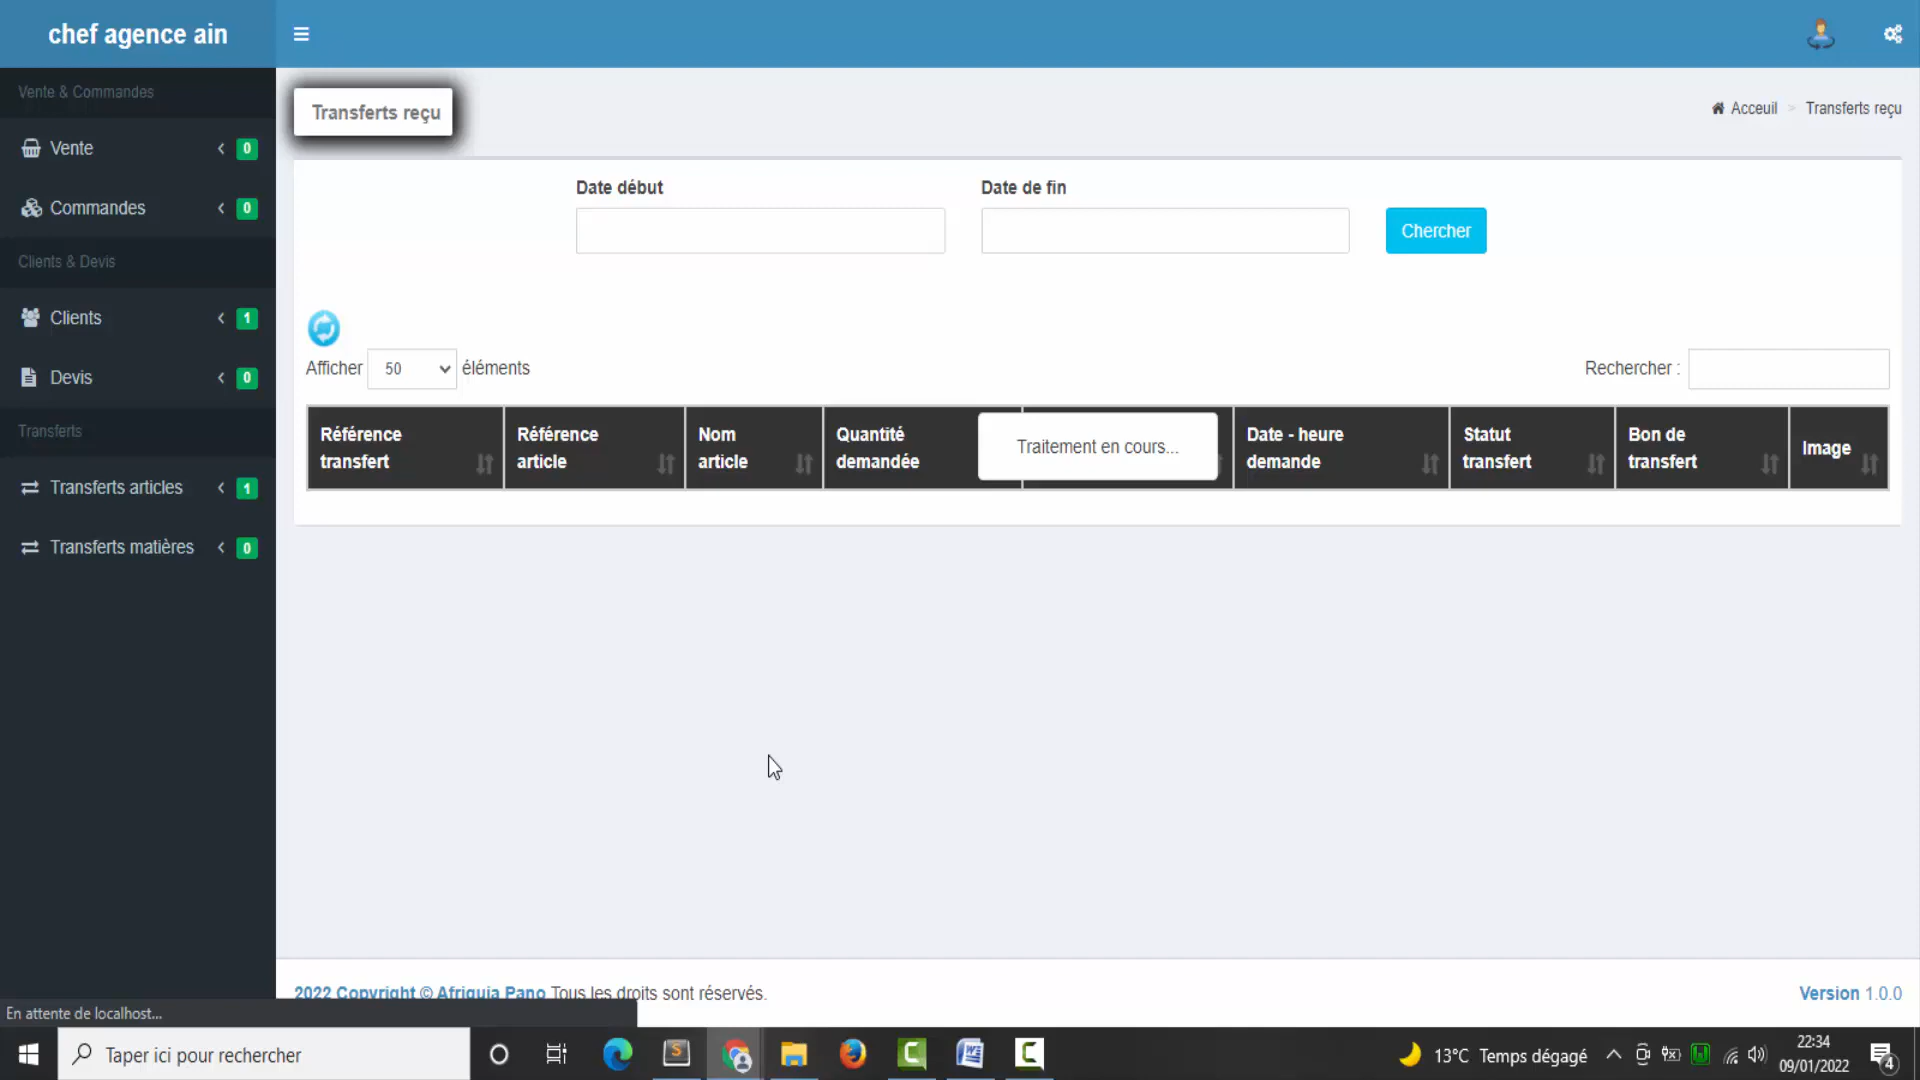 chef agence ain
Vente & Commandes
Vente 0
Commandes 0
Clients & Devis
Clients 1
Devis 0
Transferts
Transferts articles 1
Transferts matières 0
Transferts reçu
Acceuil > Transferts reçu
Date début
Date de fin
Chercher
Afficher 50 éléments
Rechercher :
Référence transfert
Référence article
Nom article
Quantité demandée
Traitement en cours...
Date - heure demande
Statut transfert
Bon de transfert
Image
2022 Copyright © Afriquia Pano Tous les droits sont réservés.
Version 1.0.0
En attente de localhost...
Taper ici pour rechercher
13°C Temps dégagé
22:34
09/01/2022
4